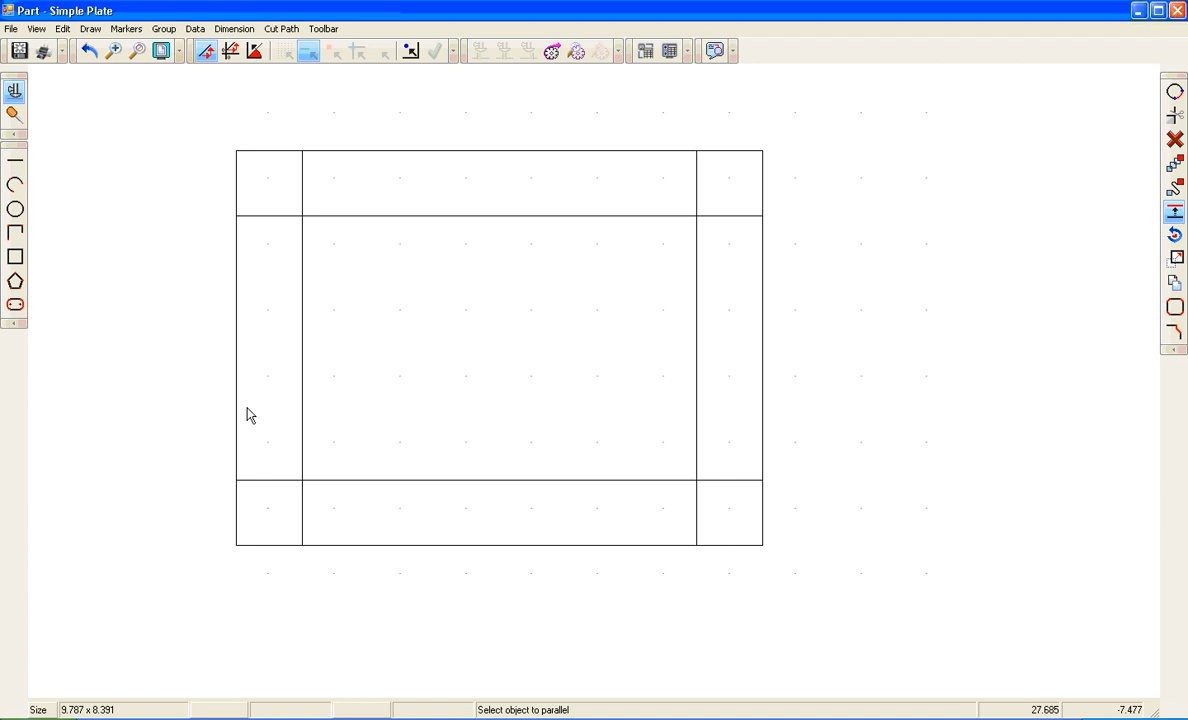 Part - Simple Plate
File View Edit Draw Markers Group Data Dimension Cut Path Toolbar
Size 9.787 x 8.391 Select object to parallel 27.685 -7.477